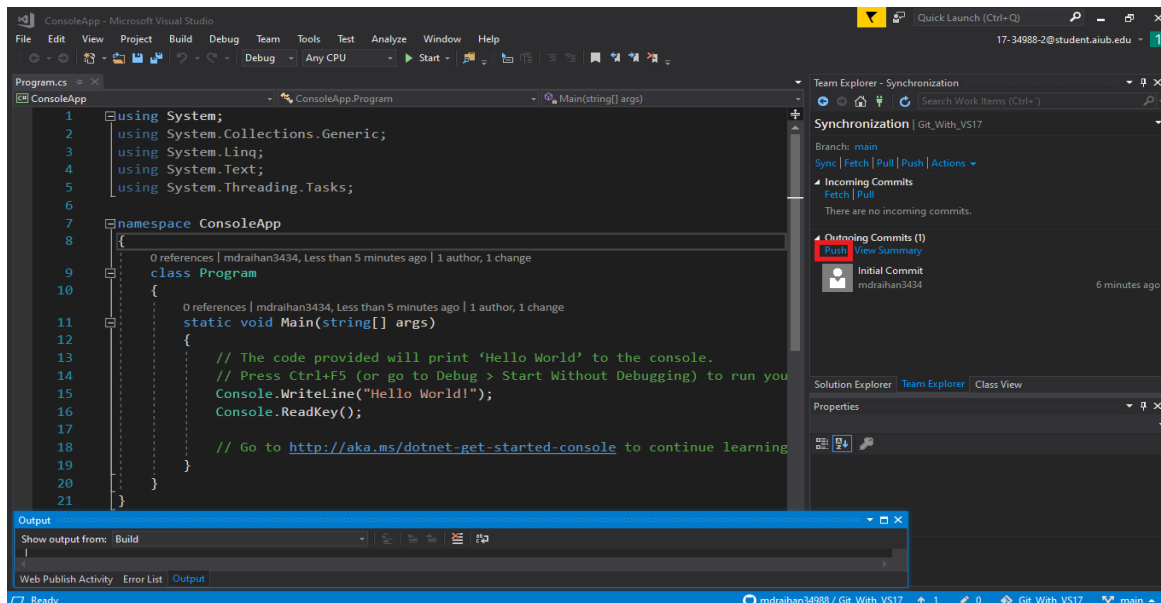 ConsoleApp - Microsoft Visual Studio
Quick Launch (Ctrl+Q)
File Edit View Project Build Debug Team Tools Test Analyze Window Help
17-34988-2@student.aiub.edu
Debug Any CPU Start
Program.cs
ConsoleApp ConsoleApp.Program Main(string[] args)
1 using System;
2 using System.Collections.Generic;
3 using System.Linq;
4 using System.Text;
5 using System.Threading.Tasks;
6
7 namespace ConsoleApp
8 {
0 references | mdraihan3434, Less than 5 minutes ago | 1 author, 1 change
9 class Program
10 {
0 references | mdraihan3434, Less than 5 minutes ago | 1 author, 1 change
11 static void Main(string[] args)
12 {
13 // The code provided will print ‘Hello World’ to the console.
14 // Press Ctrl+F5 (or go to Debug > Start Without Debugging) to run you
15 Console.WriteLine("Hello World!");
16 Console.ReadKey();
17
18 // Go to http://aka.ms/dotnet-get-started-console to continue learning
19 }
20 }
21 }
Team Explorer - Synchronization
Search Work Items (Ctrl+')
Synchronization | Git_With_VS17
Branch: main
Sync | Fetch | Pull | Push | Actions
Incoming Commits
Fetch | Pull
There are no incoming commits.
Outgoing Commits (1)
Push View Summary
Initial Commit
mdraihan3434 6 minutes ago
Solution Explorer Team Explorer Class View
Properties
Output
Show output from: Build
Web Publish Activity Error List Output
Ready
mdraihan34988 / Git_With_VS17 1 0 Git_With_VS17 main